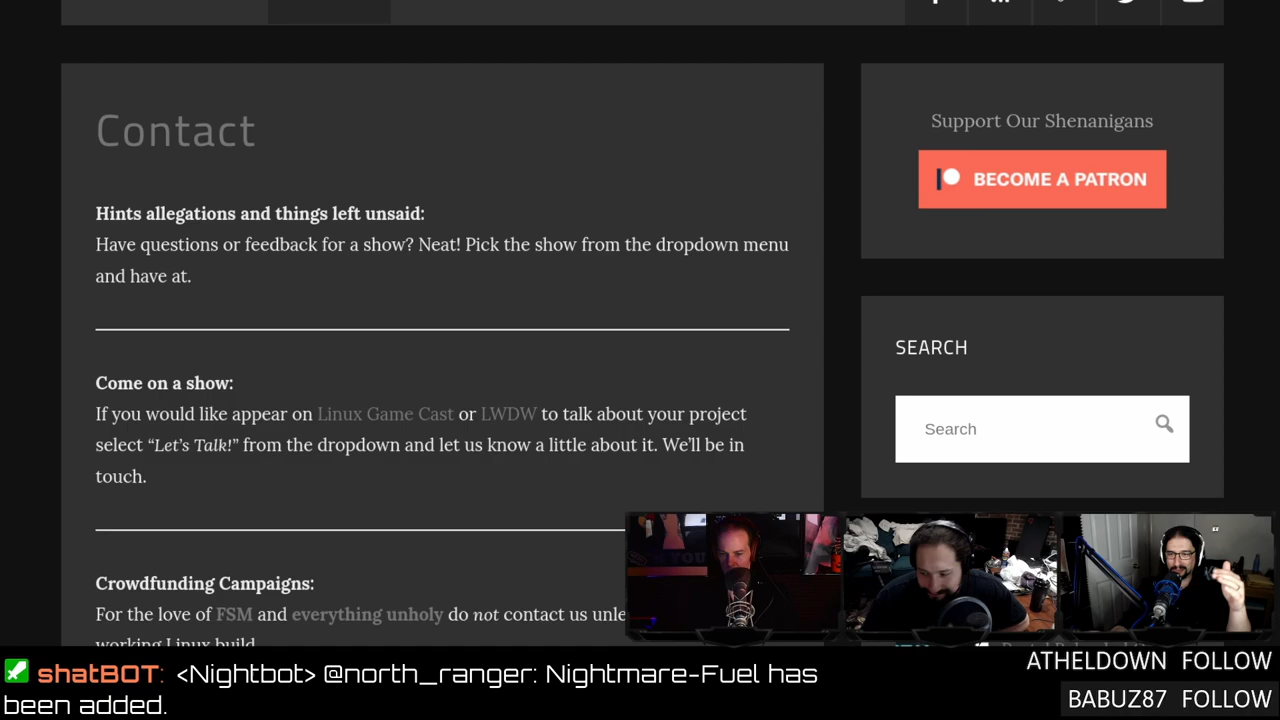 Contact
Support Our Shenanigans
BECOME A PATRON
Hints allegations and things left unsaid:
Have questions or feedback for a show? Neat! Pick the show from the dropdown menu
and have at.
SEARCH
Search
Come on a show:
If you would like appear on Linux Game Cast or LWDW to talk about your project
select “Let’s Talk!” from the dropdown and let us know a little about it. We’ll be in
touch.
Crowdfunding Campaigns:
For the love of FSM and everything unholy do not contact us unle
working Linux build
shatBOT: <Nightbot> @north_ranger: Nightmare-Fuel has
been added.
ATHELDOWN FOLLOW
BABUZ87 FOLLOW